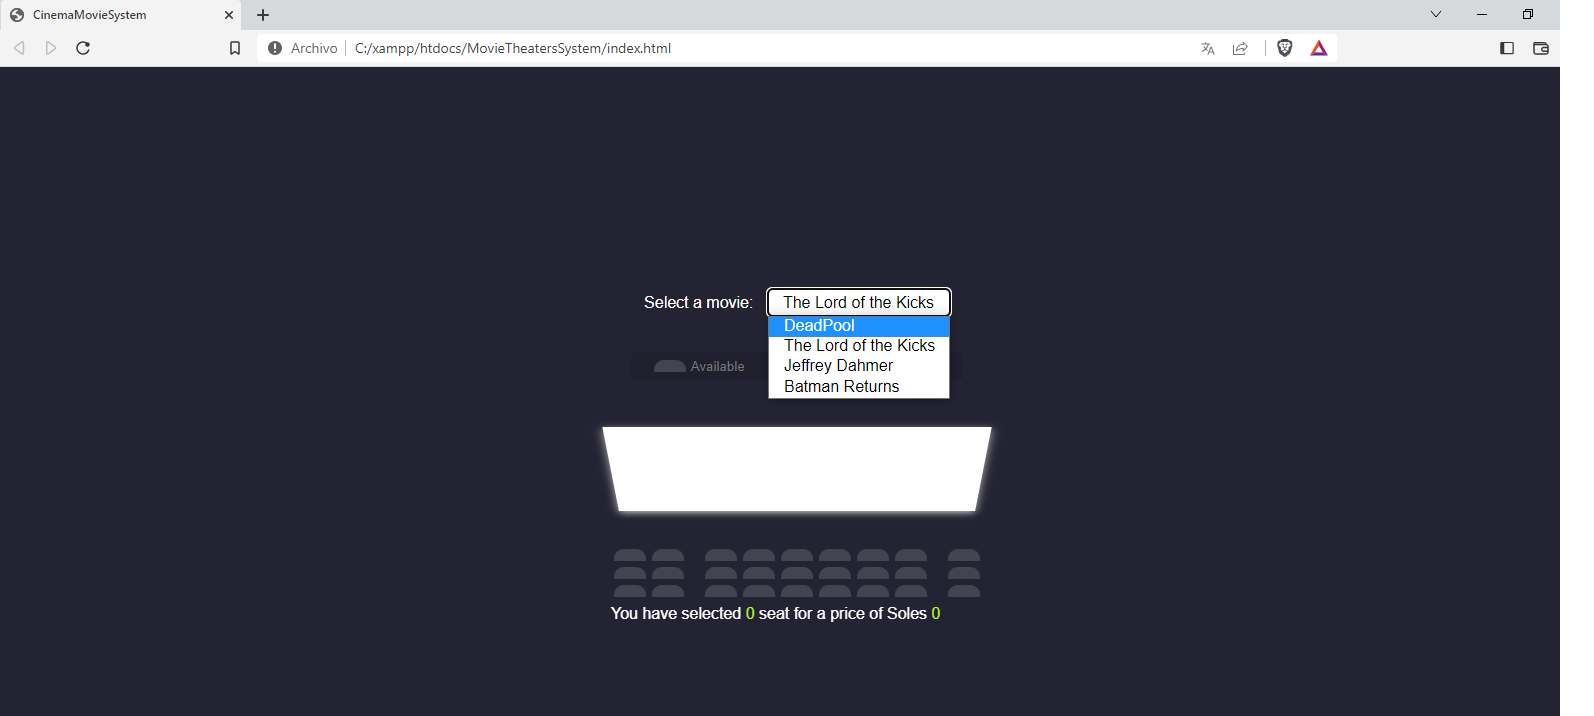 CinemaMovieSystem
Archivo C:/xampp/htdocs/MovieTheatersSystem/index.html
Select a movie: The Lord of the Kicks
DeadPool
The Lord of the Kicks
Jeffrey Dahmer
Batman Returns
Available
You have selected 0 seat for a price of Soles 0